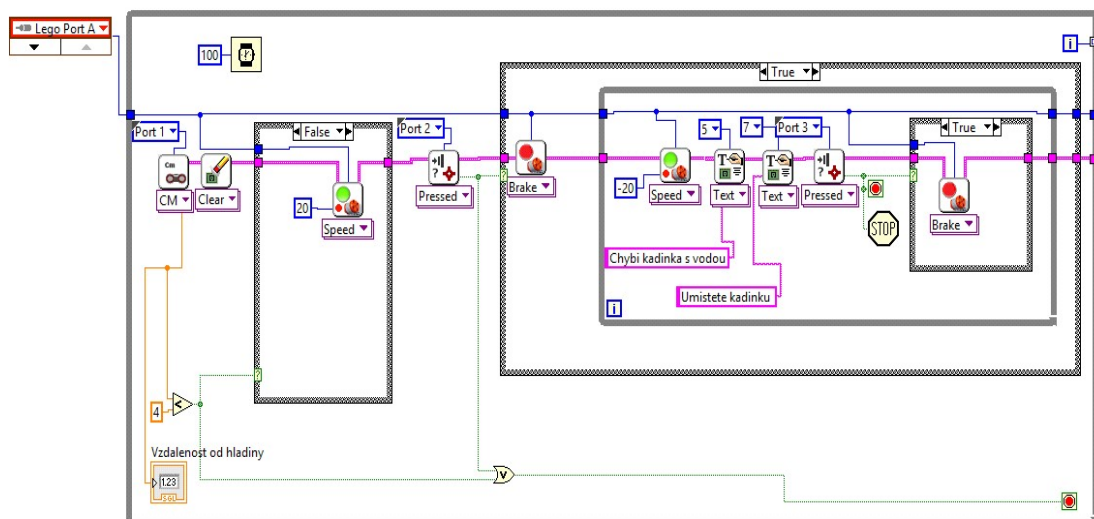 Lego Port A
100
i
True
Port 1
False
Port 2
5
7
Port 3
True
Cm
CM
Clear
20
Speed
?
Pressed
?
Brake
-20
Speed
T
Text
T
Text
?
Pressed
STOP
?
Brake
Chybi kadinka s vodou
Umistete kadinku
i
?
4
<
Vzdalenost od hladiny
1.23
SGL
V